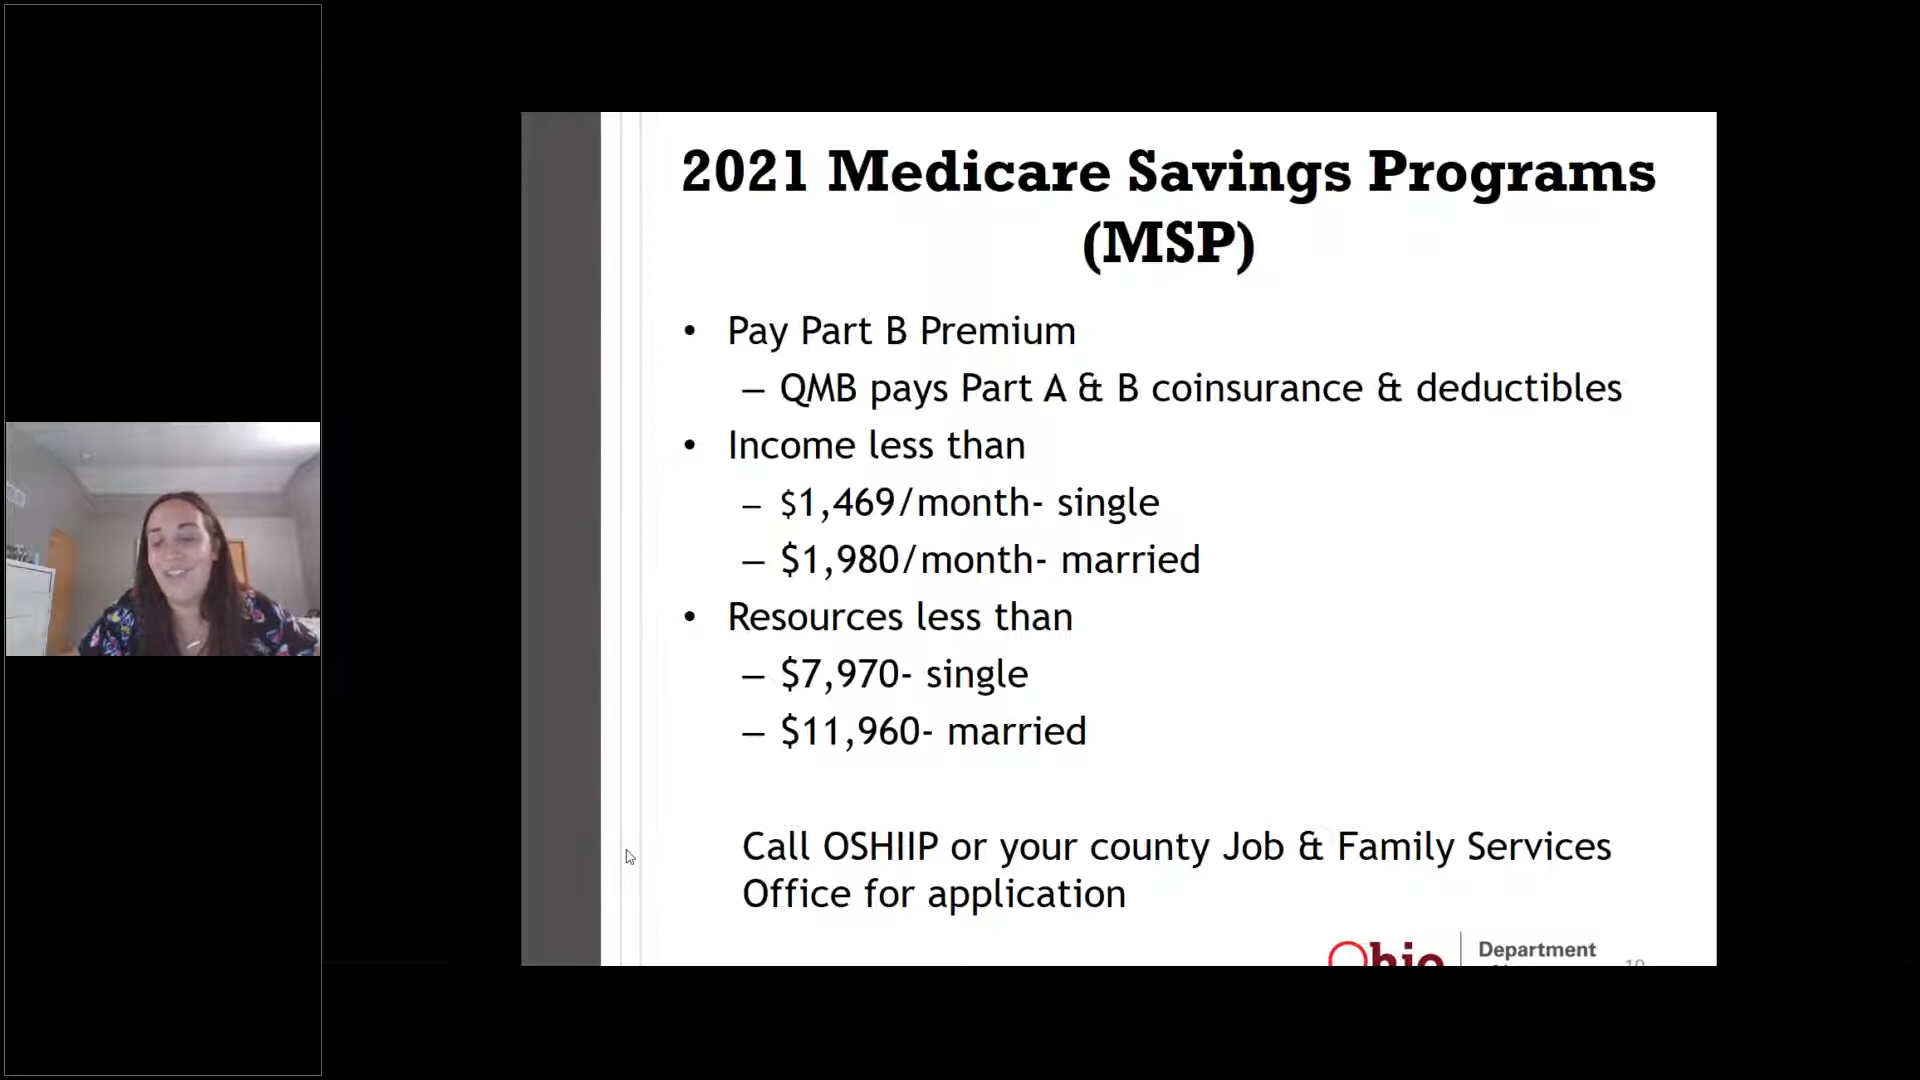 2021 Medicare Savings Programs
(MSP)
• Pay Part B Premium
– QMB pays Part A & B coinsurance & deductibles
• Income less than
– $1,469/month- single
– $1,980/month- married
• Resources less than
– $7,970- single
– $11,960- married
Call OSHIIP or your county Job & Family Services
Office for application
Ohio
Department